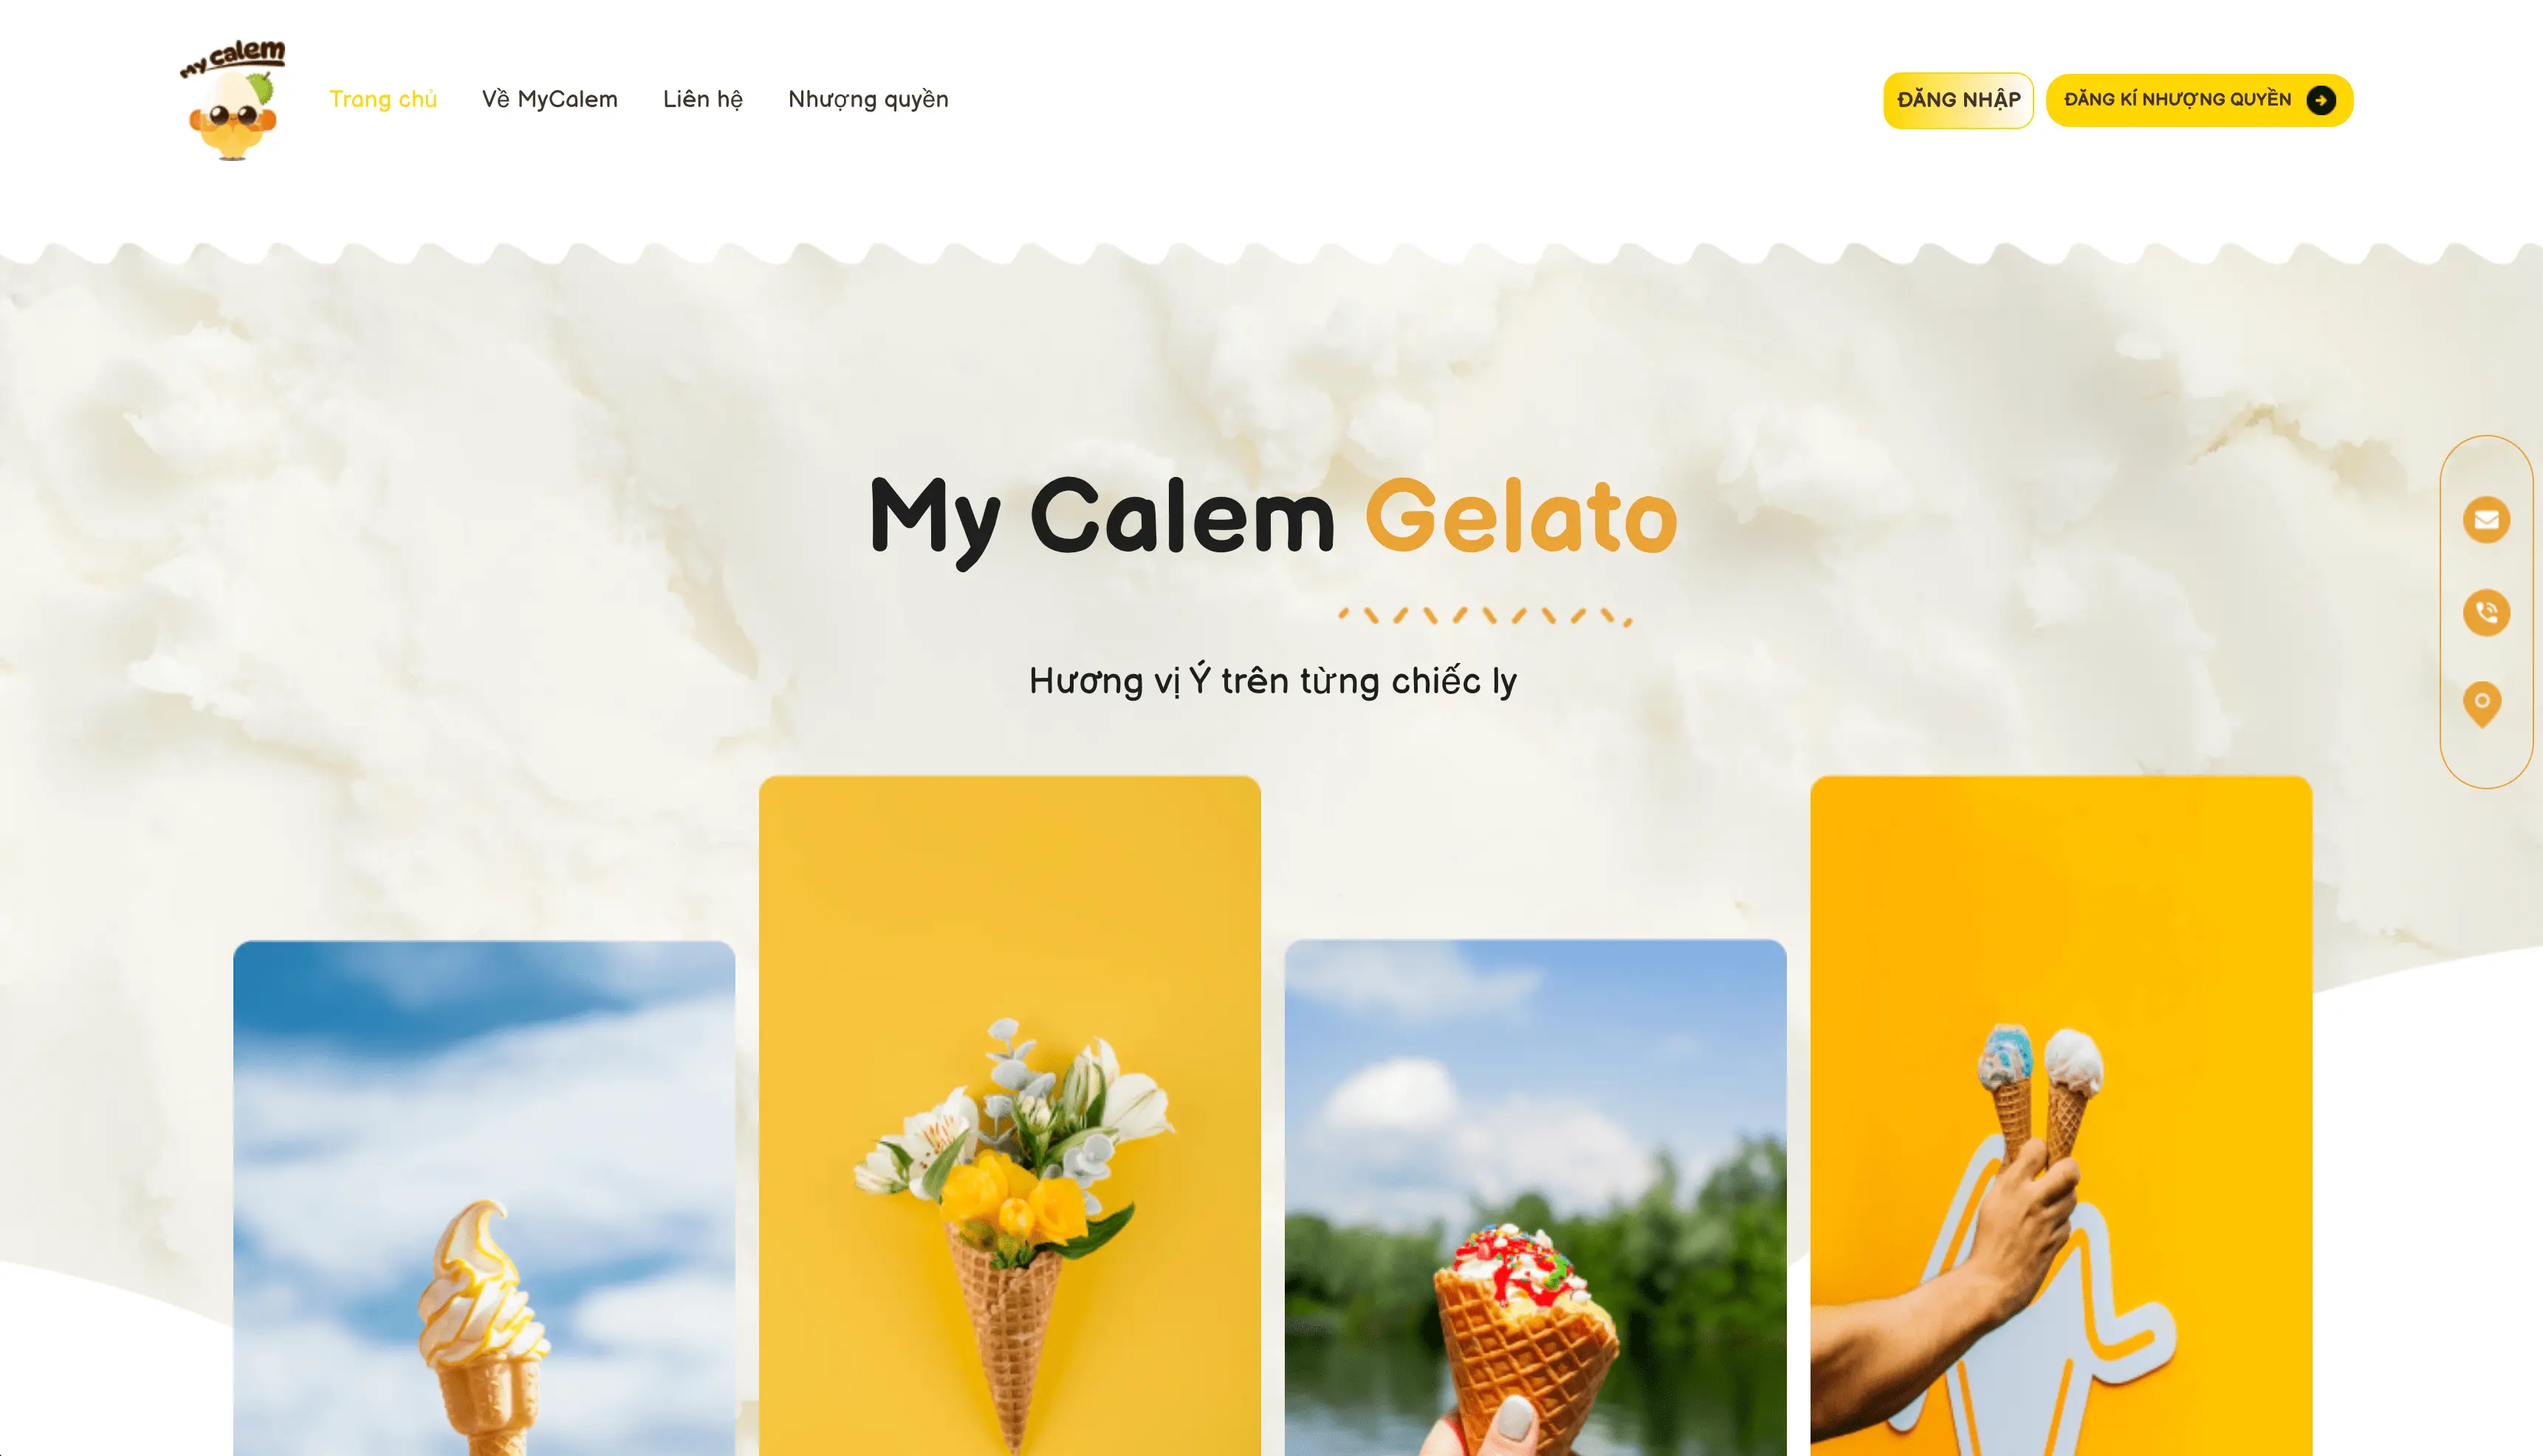 My Calem
Trang chủ
Về MyCalem
Liên hệ
Nhượng quyền
ĐĂNG NHẬP
ĐĂNG KÍ NHƯỢNG QUYỀN
My Calem Gelato
Hương vị Ý trên từng chiếc ly